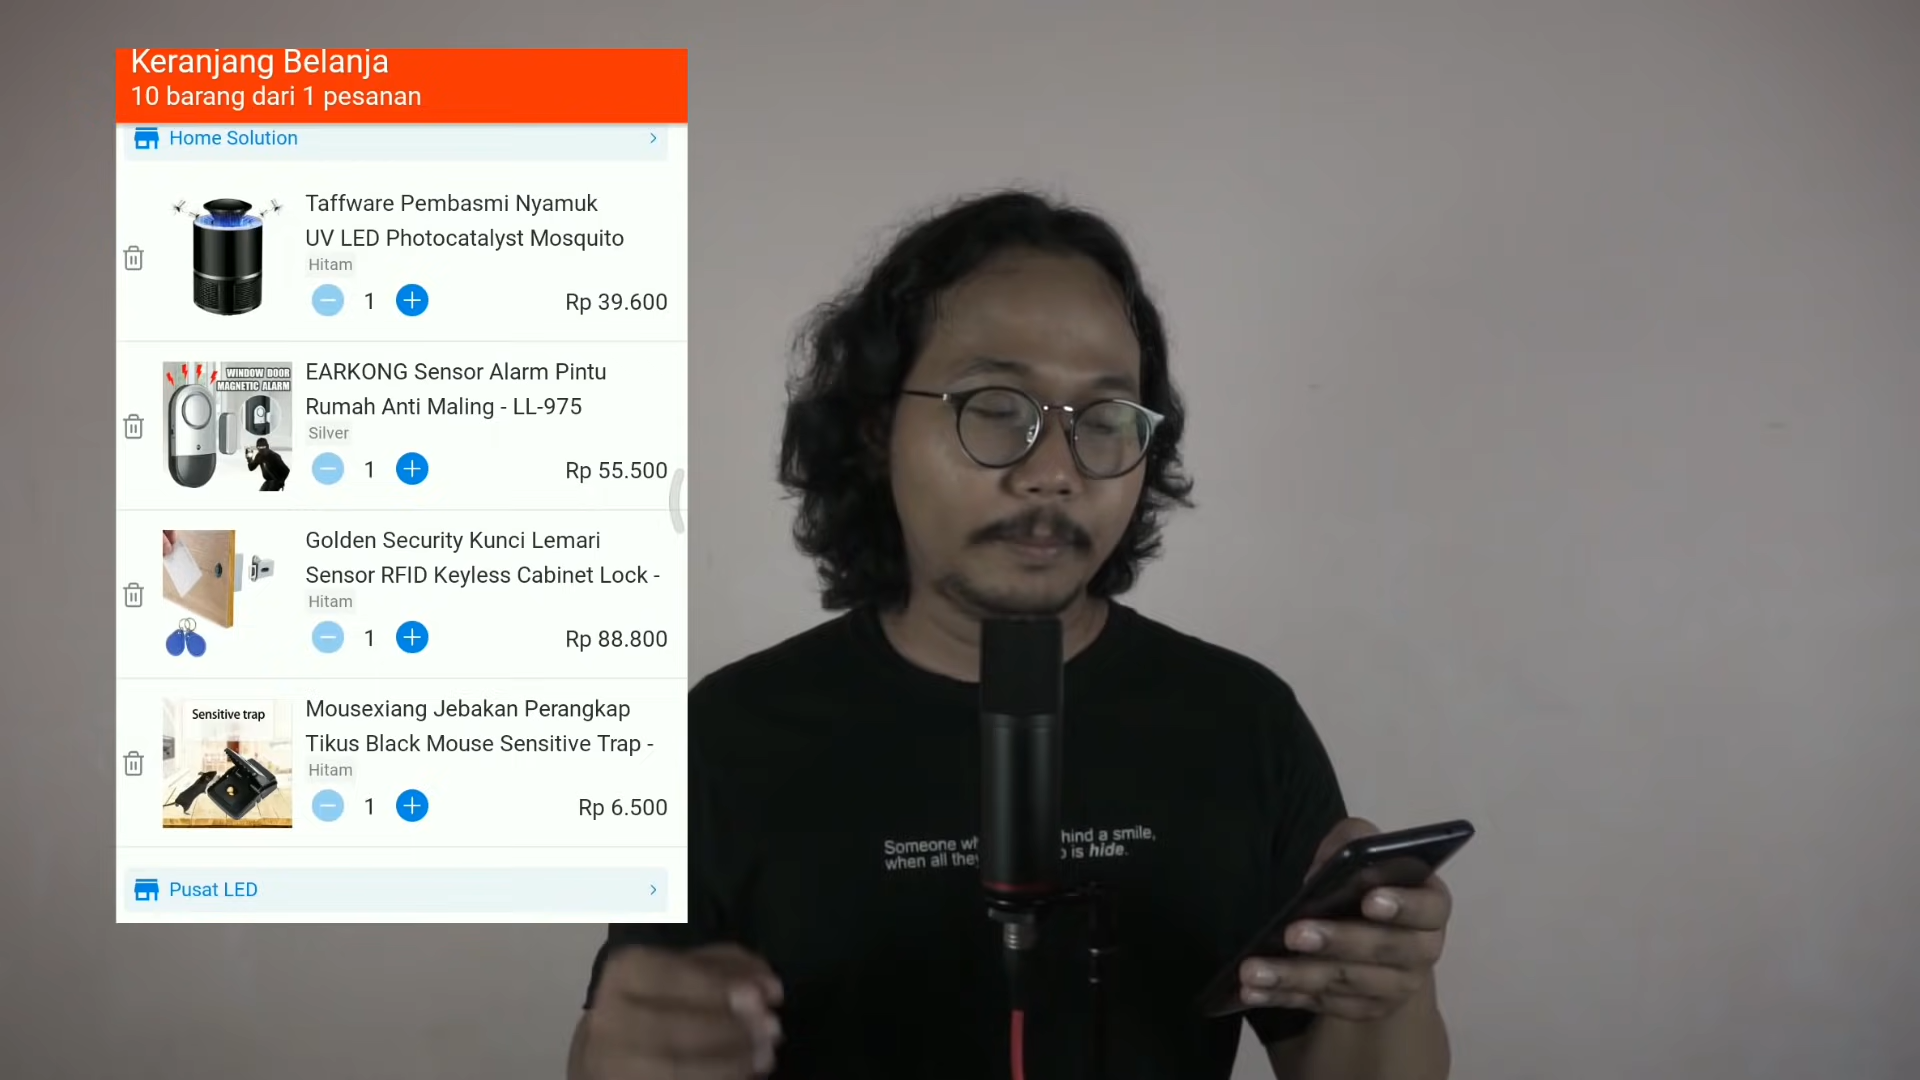 Keranjang Belanja
10 barang dari 1 pesanan
Home Solution
Taffware Pembasmi Nyamuk
UV LED Photocatalyst Mosquito
Hitam
1
Rp 39.600
WINDOW DOOR
MAGNETIC ALARM
EARKONG Sensor Alarm Pintu
Rumah Anti Maling - LL-975
Silver
1
Rp 55.500
Golden Security Kunci Lemari
Sensor RFID Keyless Cabinet Lock -
Hitam
1
Rp 88.800
Sensitive trap
Mousexiang Jebakan Perangkap
Tikus Black Mouse Sensitive Trap -
Hitam
1
Rp 6.500
Pusat LED
Someone hind a smile,
when all is hide.